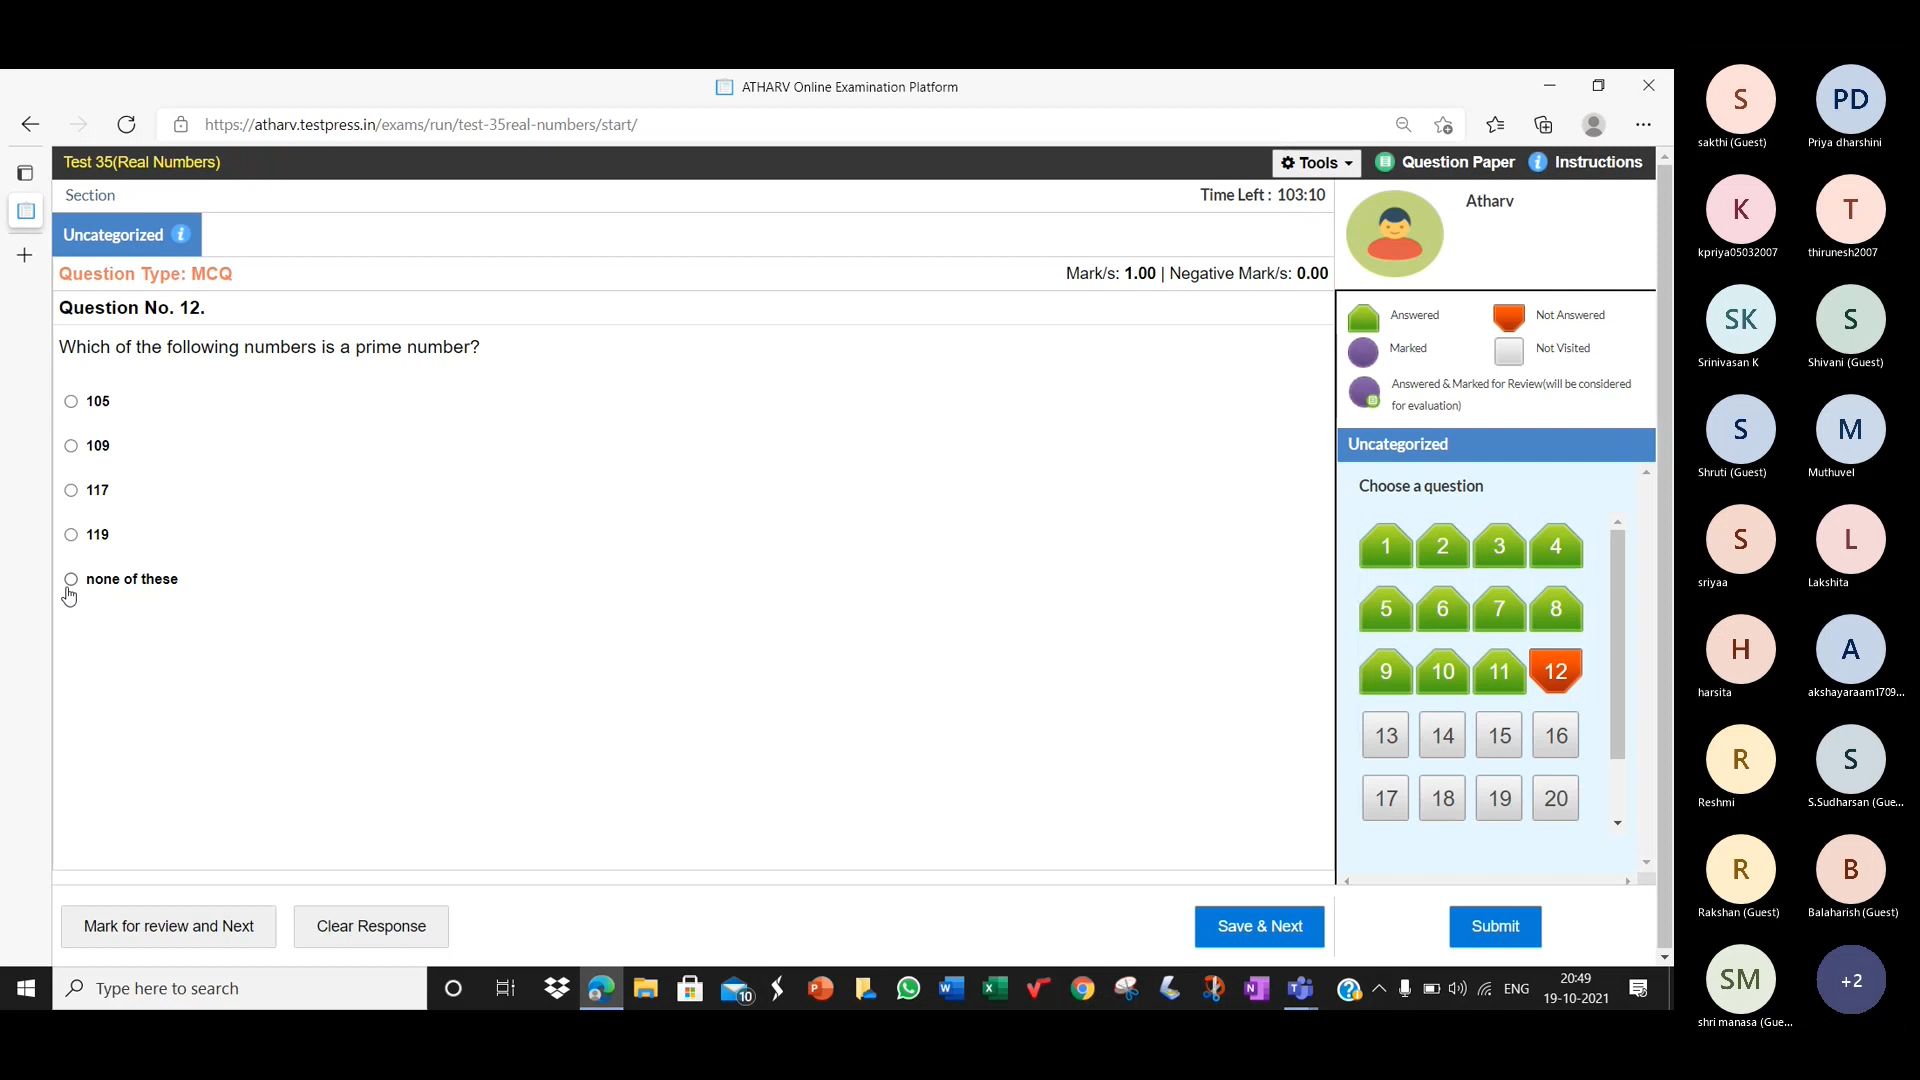 ATHARV Online Examination Platform
https://atharv.testpress.in/exams/run/test-35real-numbers/start/
Test 35(Real Numbers)
Tools
Question Paper
Instructions
Section
Time Left : 103:10
Atharv
Uncategorized
Question Type: MCQ
Mark/s: 1.00 | Negative Mark/s: 0.00
Question No. 12.
Which of the following numbers is a prime number?
105
109
117
119
none of these
Answered
Not Answered
Marked
Not Visited
Answered & Marked for Review(will be considered
for evaluation)
Uncategorized
Choose a question
1 2 3 4
5 6 7 8
9 10 11 12
13 14 15 16
17 18 19 20
Mark for review and Next
Clear Response
Save & Next
Submit
Type here to search
10
ENG
20:49
19-10-2021
S
sakthi (Guest)
PD
Priya dharshini
K
kpriya05032007
T
thirunesh2007
SK
Srinivasan K
S
Shivani (Guest)
S
Shruti (Guest)
M
Muthuvel
S
sriyaa
L
Lakshita
H
harsita
A
akshayaraam1709...
R
Reshmi
S
S.Sudharsan (Gue...
R
Rakshan (Guest)
B
Balaharish (Guest)
SM
shri manasa (Gue...
+2